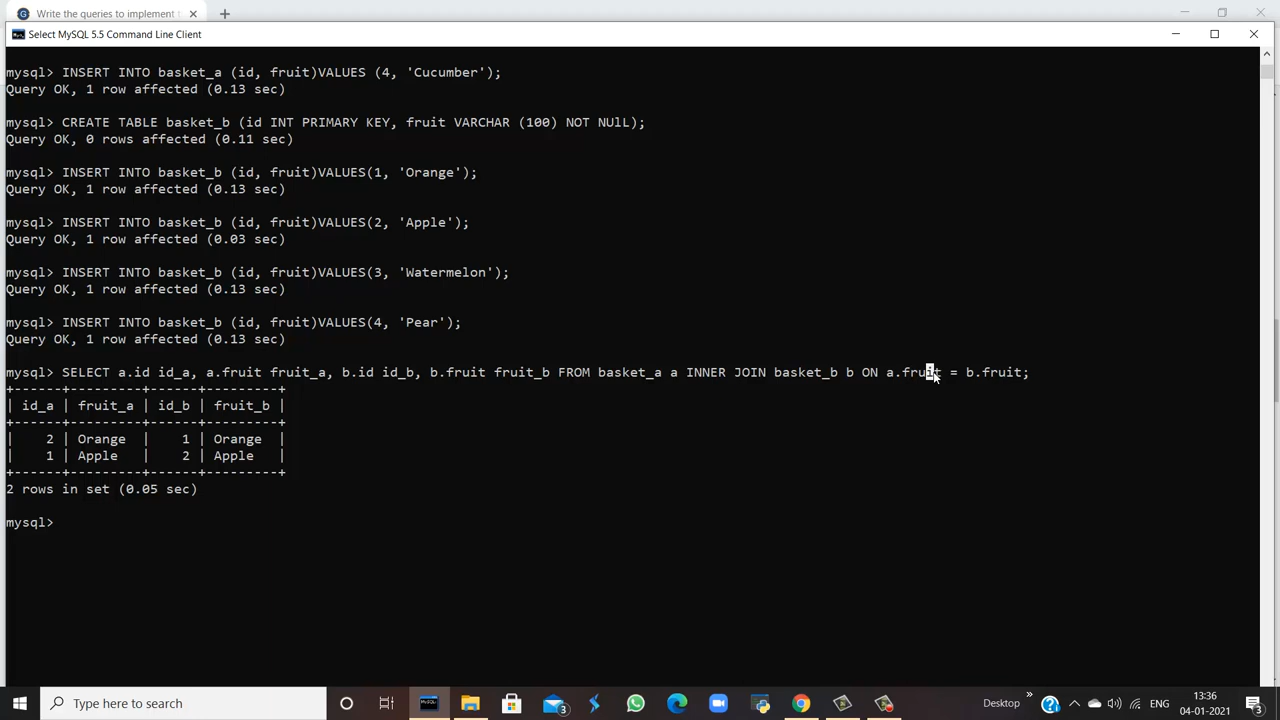 Write the queries to implement
Select MySQL 5.5 Command Line Client
mysql> INSERT INTO basket_a (id, fruit)VALUES (4, 'Cucumber');
Query OK, 1 row affected (0.13 sec)
mysql> CREATE TABLE basket_b (id INT PRIMARY KEY, fruit VARCHAR (100) NOT NUlL);
Query OK, 0 rows affected (0.11 sec)
mysql> INSERT INTO basket_b (id, fruit)VALUES(1, 'Orange');
Query OK, 1 row affected (0.13 sec)
mysql> INSERT INTO basket_b (id, fruit)VALUES(2, 'Apple');
Query OK, 1 row affected (0.03 sec)
mysql> INSERT INTO basket_b (id, fruit)VALUES(3, 'Watermelon');
Query OK, 1 row affected (0.13 sec)
mysql> INSERT INTO basket_b (id, fruit)VALUES(4, 'Pear');
Query OK, 1 row affected (0.13 sec)
mysql> SELECT a.id id_a, a.fruit fruit_a, b.id id_b, b.fruit fruit_b FROM basket_a a INNER JOIN basket_b b ON a.fruit = b.fruit;
+------+---------+------+---------+
| id_a | fruit_a | id_b | fruit_b |
+------+---------+------+---------+
|    2 | Orange  |    1 | Orange  |
|    1 | Apple   |    2 | Apple   |
+------+---------+------+---------+
2 rows in set (0.05 sec)
mysql>
Type here to search
3
Desktop
ENG
13:36
04-01-2021
3